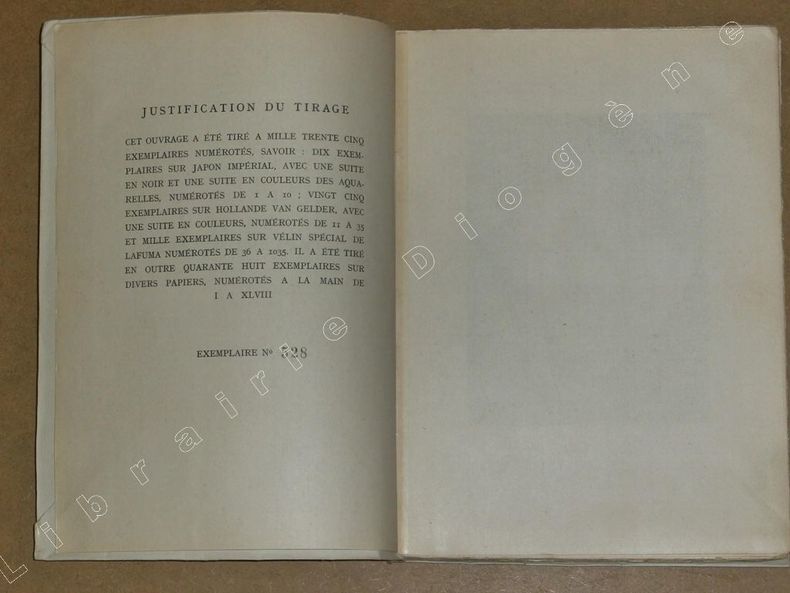 JUSTIFICATION DU TIRAGE
CET OUVRAGE A ÉTÉ TIRÉ A MILLE TRENTE CINQ
EXEMPLAIRES NUMÉROTÉS, SAVOIR : DIX EXEM-
PLAIRES SUR JAPON IMPÉRIAL, AVEC UNE SUITE
EN NOIR ET UNE SUITE EN COULEURS DES AQUA-
RELLES, NUMÉROTÉS DE 1 A 10 ; VINGT CINQ
EXEMPLAIRES SUR HOLLANDE VAN GELDER, AVEC
UNE SUITE EN COULEURS, NUMÉROTÉS DE 11 A 35
ET MILLE EXEMPLAIRES SUR VÉLIN SPÉCIAL DE
LAFUMA NUMÉROTÉS DE 36 A 1035. IL A ÉTÉ TIRÉ
EN OUTRE QUARANTE HUIT EXEMPLAIRES SUR
DIVERS PAPIERS, NUMÉROTÉS A LA MAIN DE
I A XLVIII
EXEMPLAIRE Nº 528
Librairie Diogène